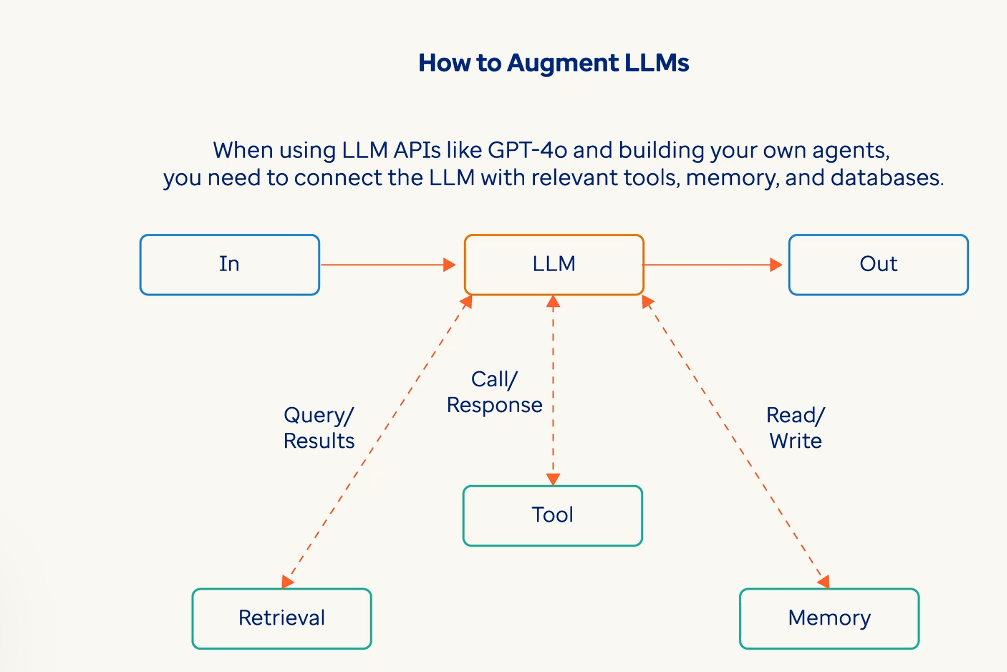 How to Augment LLMs
When using LLM APIs like GPT-4o and building your own agents,
you need to connect the LLM with relevant tools, memory, and databases.
In
LLM
Out
Query/
Results
Call/
Response
Read/
Write
Tool
Retrieval
Memory